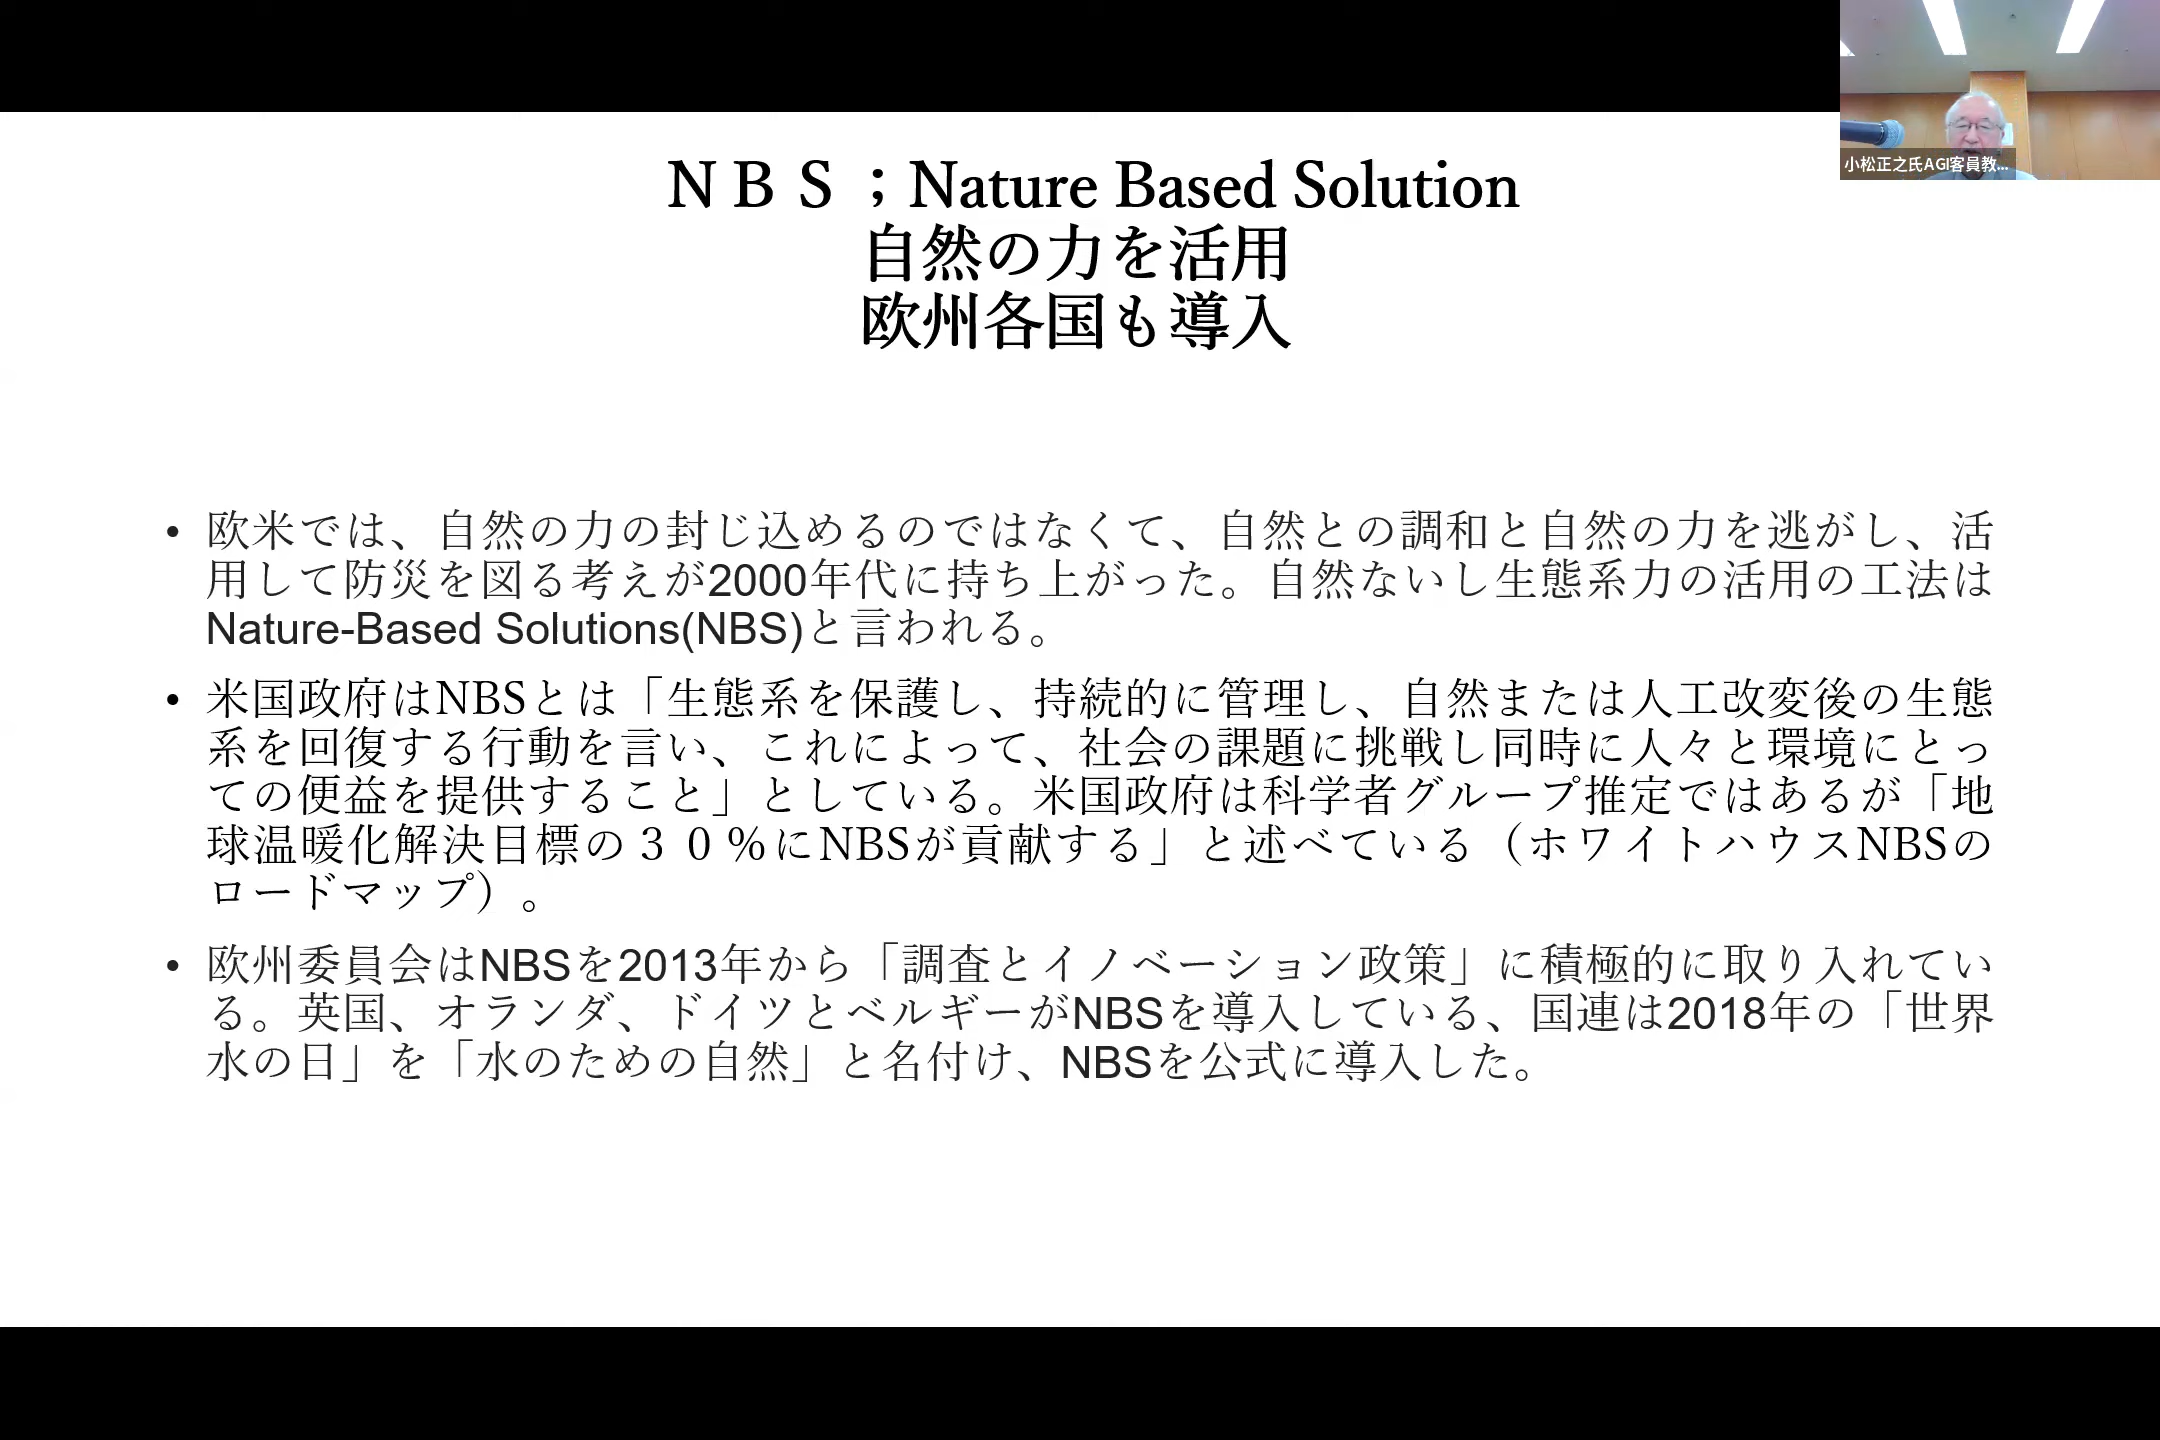 小松正之氏AGI客員教...
ＮＢＳ；Nature Based Solution
自然の力を活用
欧州各国も導入
• 欧米では、自然の力の封じ込めるのではなくて、自然との調和と自然の力を逃がし、活
用して防災を図る考えが2000年代に持ち上がった。自然ないし生態系力の活用の工法は
Nature-Based Solutions(NBS)と言われる。
• 米国政府はNBSとは「生態系を保護し、持続的に管理し、自然または人工改変後の生態
系を回復する行動を言い、これによって、社会の課題に挑戦し同時に人々と環境にとっ
ての便益を提供すること」としている。米国政府は科学者グループ推定ではあるが「地
球温暖化解決目標の３０％にNBSが貢献する」と述べている（ホワイトハウスNBSの
ロードマップ）。
• 欧州委員会はNBSを2013年から「調査とイノベーション政策」に積極的に取り入れてい
る。英国、オランダ、ドイツとベルギーがNBSを導入している、国連は2018年の「世界
水の日」を「水のための自然」と名付け、NBSを公式に導入した。